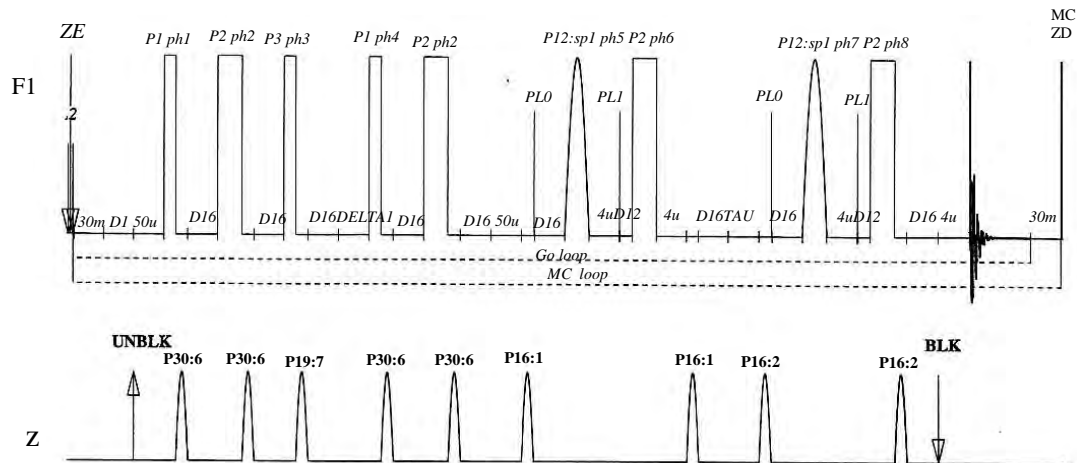 MC
ZE ZD
P1 ph1 P2 ph2 P3 ph3 P1 ph4 P2 ph2 P12:sp1 ph5 P2 ph6 P12:sp1 ph7 P2 ph8
F1
PL0 PL1 PL0 PL1
.2
30m D1 50u D16 D16 D16DELTA1 D16 D16 50u D16 4uD12 4u D16TAU D16 4uD12 D16 4u 30m
Go loop
MC loop
UNBLK BLK
P30:6 P30:6 P19:7 P30:6 P30:6 P16:1 P16:1 P16:2 P16:2
Z